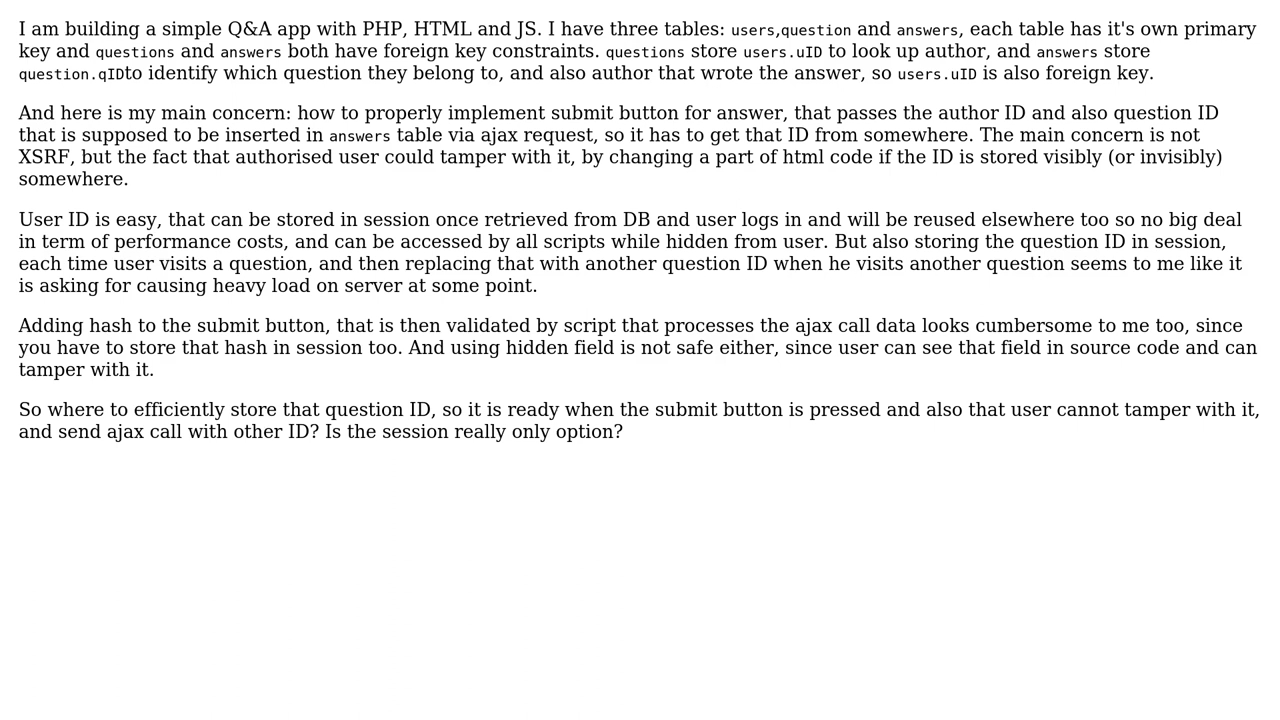 I am building a simple Q&A app with PHP, HTML and JS. I have three tables: users,question and answers, each table has it's own primary
key and questions and answers both have foreign key constraints. questions store users.uID to look up author, and answers store
question.qIDto identify which question they belong to, and also author that wrote the answer, so users.uID is also foreign key.
And here is my main concern: how to properly implement submit button for answer, that passes the author ID and also question ID
that is supposed to be inserted in answers table via ajax request, so it has to get that ID from somewhere. The main concern is not
XSRF, but the fact that authorised user could tamper with it, by changing a part of html code if the ID is stored visibly (or invisibly)
somewhere.
User ID is easy, that can be stored in session once retrieved from DB and user logs in and will be reused elsewhere too so no big deal
in term of performance costs, and can be accessed by all scripts while hidden from user. But also storing the question ID in session,
each time user visits a question, and then replacing that with another question ID when he visits another question seems to me like it
is asking for causing heavy load on server at some point.
Adding hash to the submit button, that is then validated by script that processes the ajax call data looks cumbersome to me too, since
you have to store that hash in session too. And using hidden field is not safe either, since user can see that field in source code and can
tamper with it.
So where to efficiently store that question ID, so it is ready when the submit button is pressed and also that user cannot tamper with it,
and send ajax call with other ID? Is the session really only option?